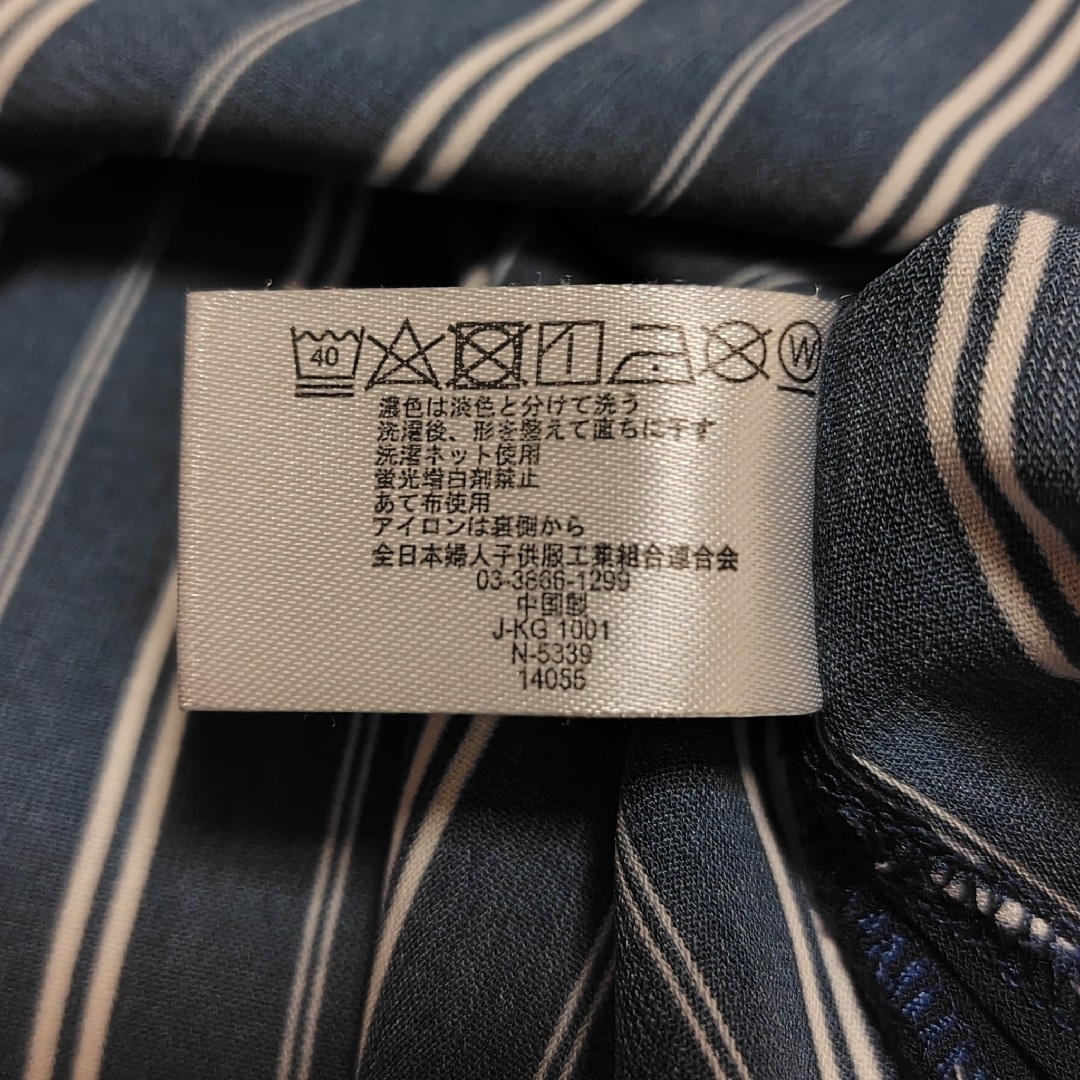 40 W
濃色は淡色と分けて洗う
洗濯後、形を整えて直ちに干す
洗濯ネット使用
蛍光増白剤禁止
あて布使用
アイロンは裏側から
全日本婦人子供服工業組合連合会
03-3866-1299
中国製
J-KG 1001
N-5339
14055